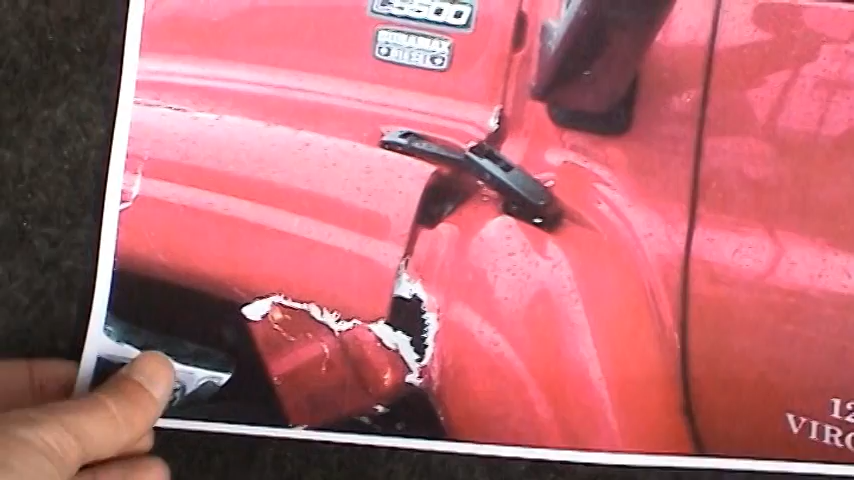 C5500
DURAMAX
DIESEL
12
VIRG